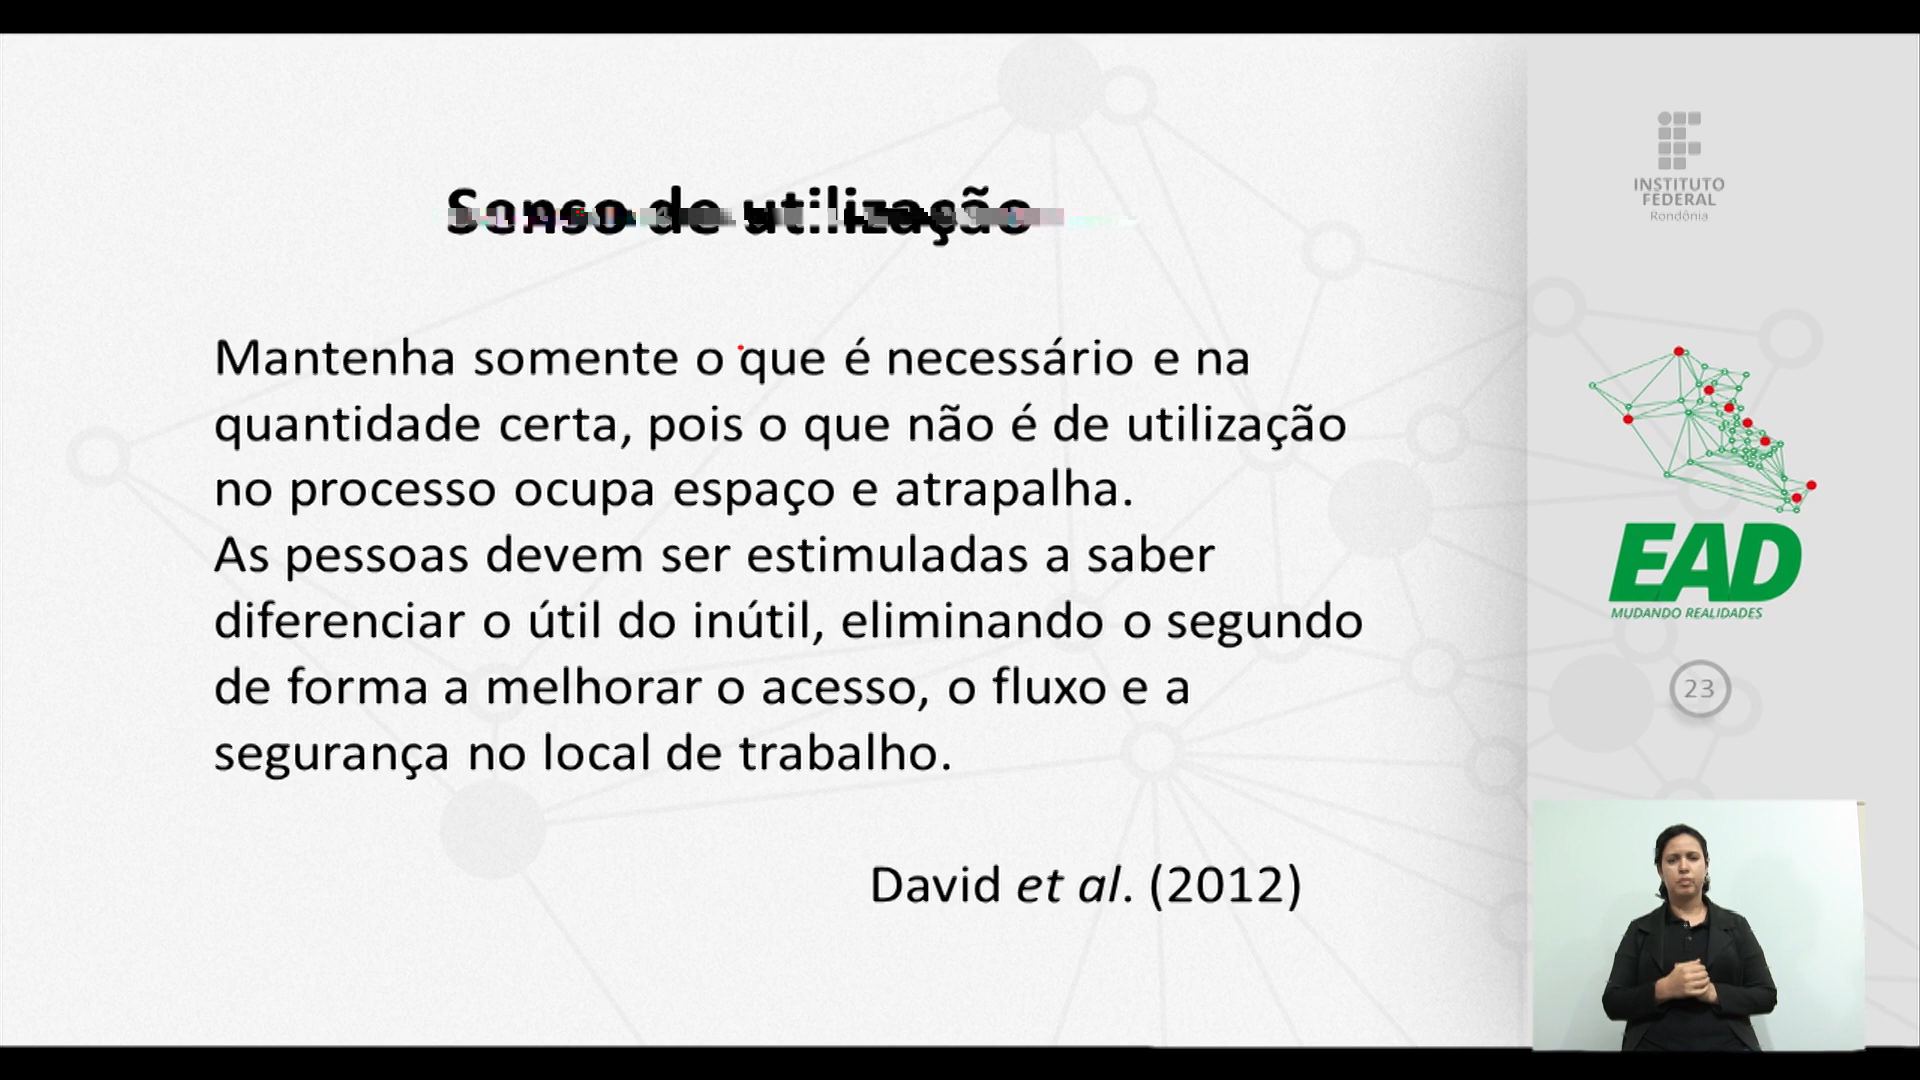 Senso de utilização
Mantenha somente o que é necessário e na
quantidade certa, pois o que não é de utilização
no processo ocupa espaço e atrapalha.
As pessoas devem ser estimuladas a saber
diferenciar o útil do inútil, eliminando o segundo
de forma a melhorar o acesso, o fluxo e a
segurança no local de trabalho.
David et al. (2012)
INSTITUTO
FEDERAL
Rondônia
EAD
MUDANDO REALIDADES
23